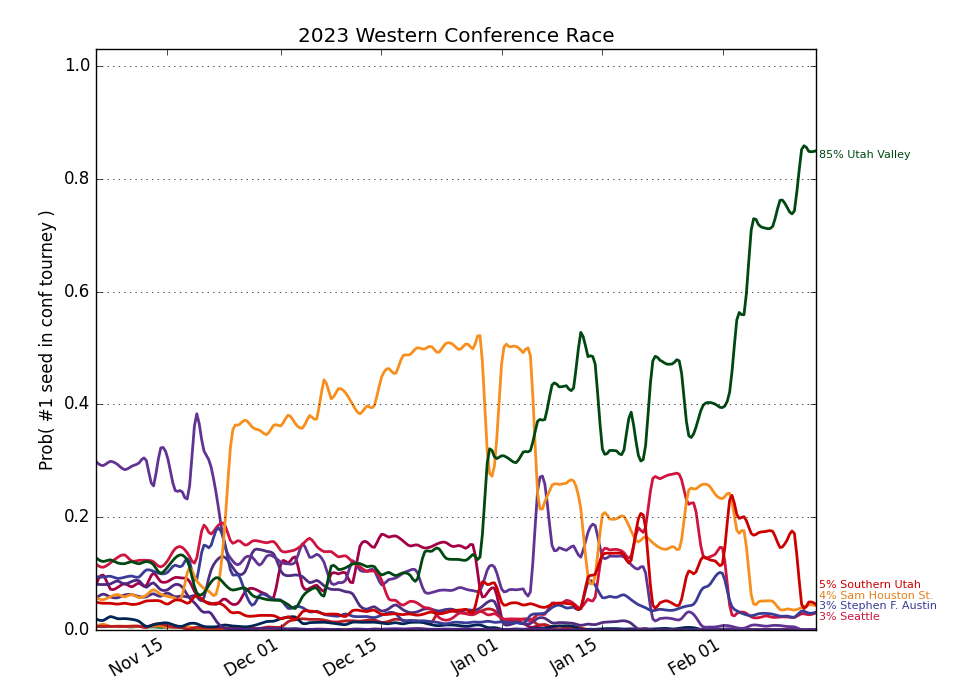 2023 Western Conference Race
Prob( #1 seed in conf tourney )
1.0
0.8
0.6
0.4
0.2
0.0
Nov 15
Dec 01
Dec 15
Jan 01
Jan 15
Feb 01
85% Utah Valley
5% Southern Utah
4% Sam Houston St.
3% Stephen F. Austin
3% Seattle